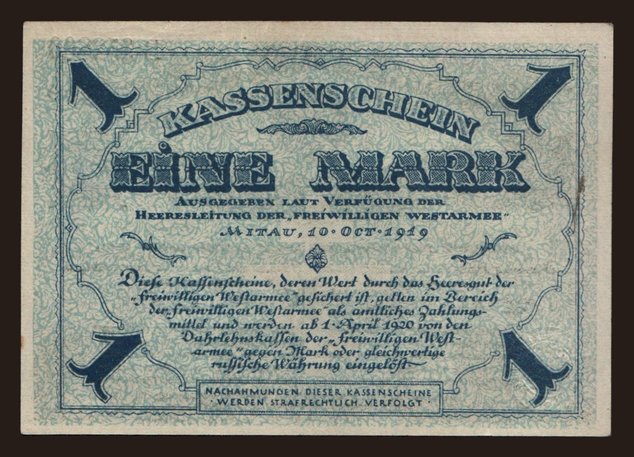 1 1
KASSENSCHEIN
EINE MARK
AUSGEGEBEN LAUT VERFÜGUNG DER
HEERESLEITUNG DER „FREIWILLIGEN WESTARMEE“
MITAU, 10. OCT. 1919
Diese Kassenscheine, deren Wert durch das Heeresgut der
„freiwilligen Westarmee“ gesichert ist, gelten im Bereich
der „freiwilligen Westarmee“ als amtliches Zahlungs-
mittel und werden ab 1. April 1920 von den
Darlehnskassen der „freiwilligen West-
armee“ gegen Mark oder gleichwertige
russische Währung eingelöst
1 1
NACHAHMUNGEN DIESER KASSENSCHEINE
WERDEN STRAFRECHTLICH VERFOLGT